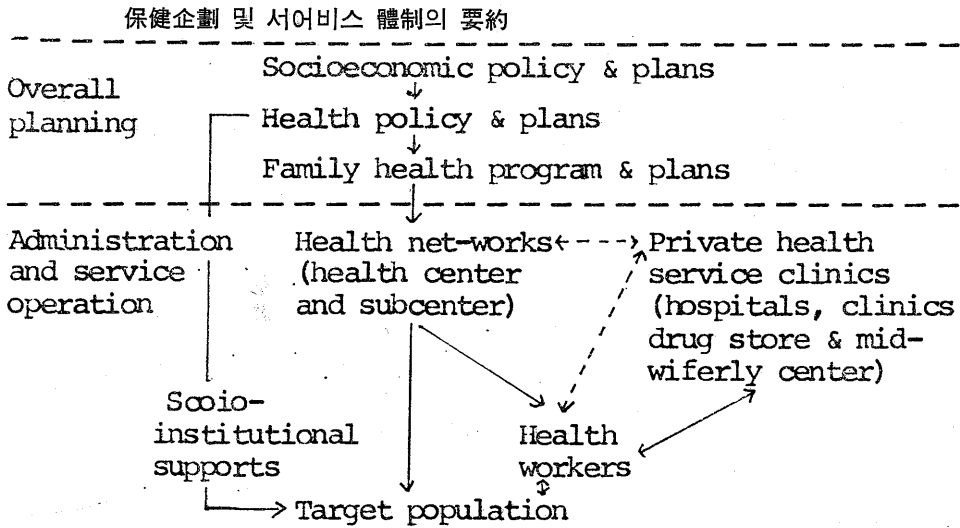 保健企劃 및 서어비스 體制의 要約
Overall
planning
Socioeconomic policy & plans
Health policy & plans
Family health program & plans
Administration
and service
operation
Health net-works
(health center
and subcenter)
Private health
service clinics
(hospitals, clinics
drug store & mid-
wiferly center)
Socio-
institutional
supports
Health
workers
Target population